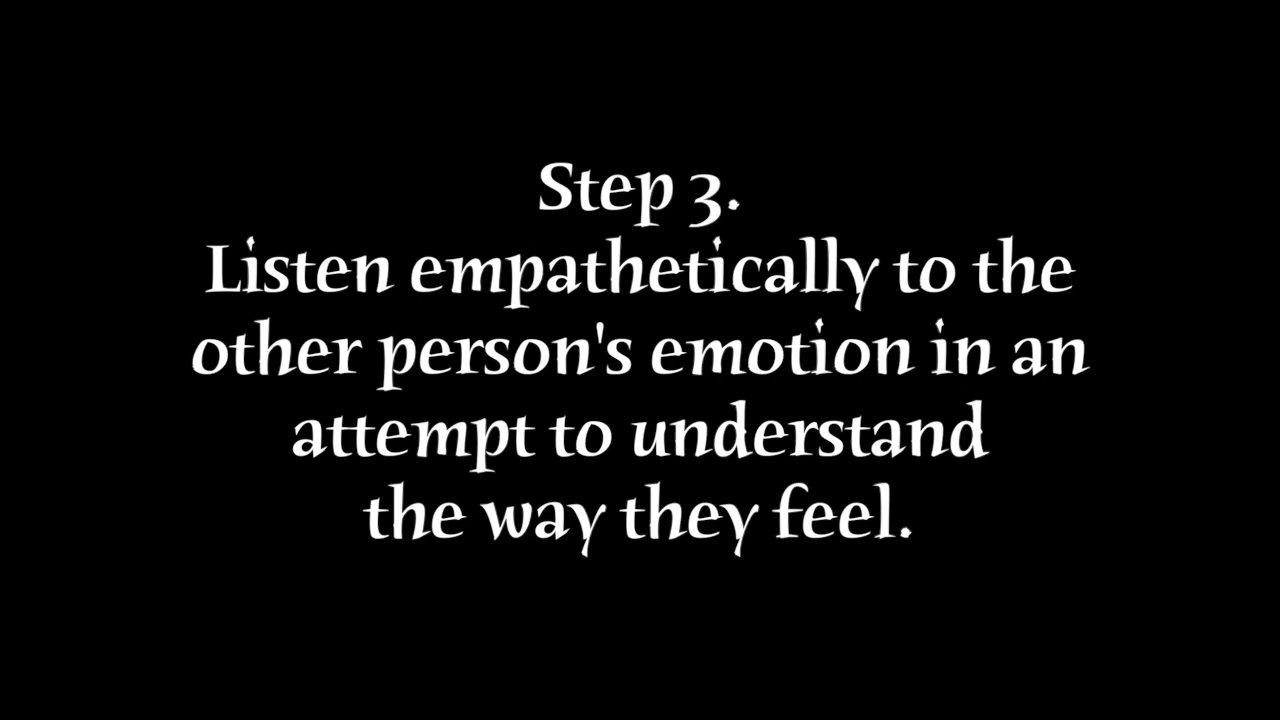 Step 3.
Listen empathetically to the
other person's emotion in an
attempt to understand
the way they feel.